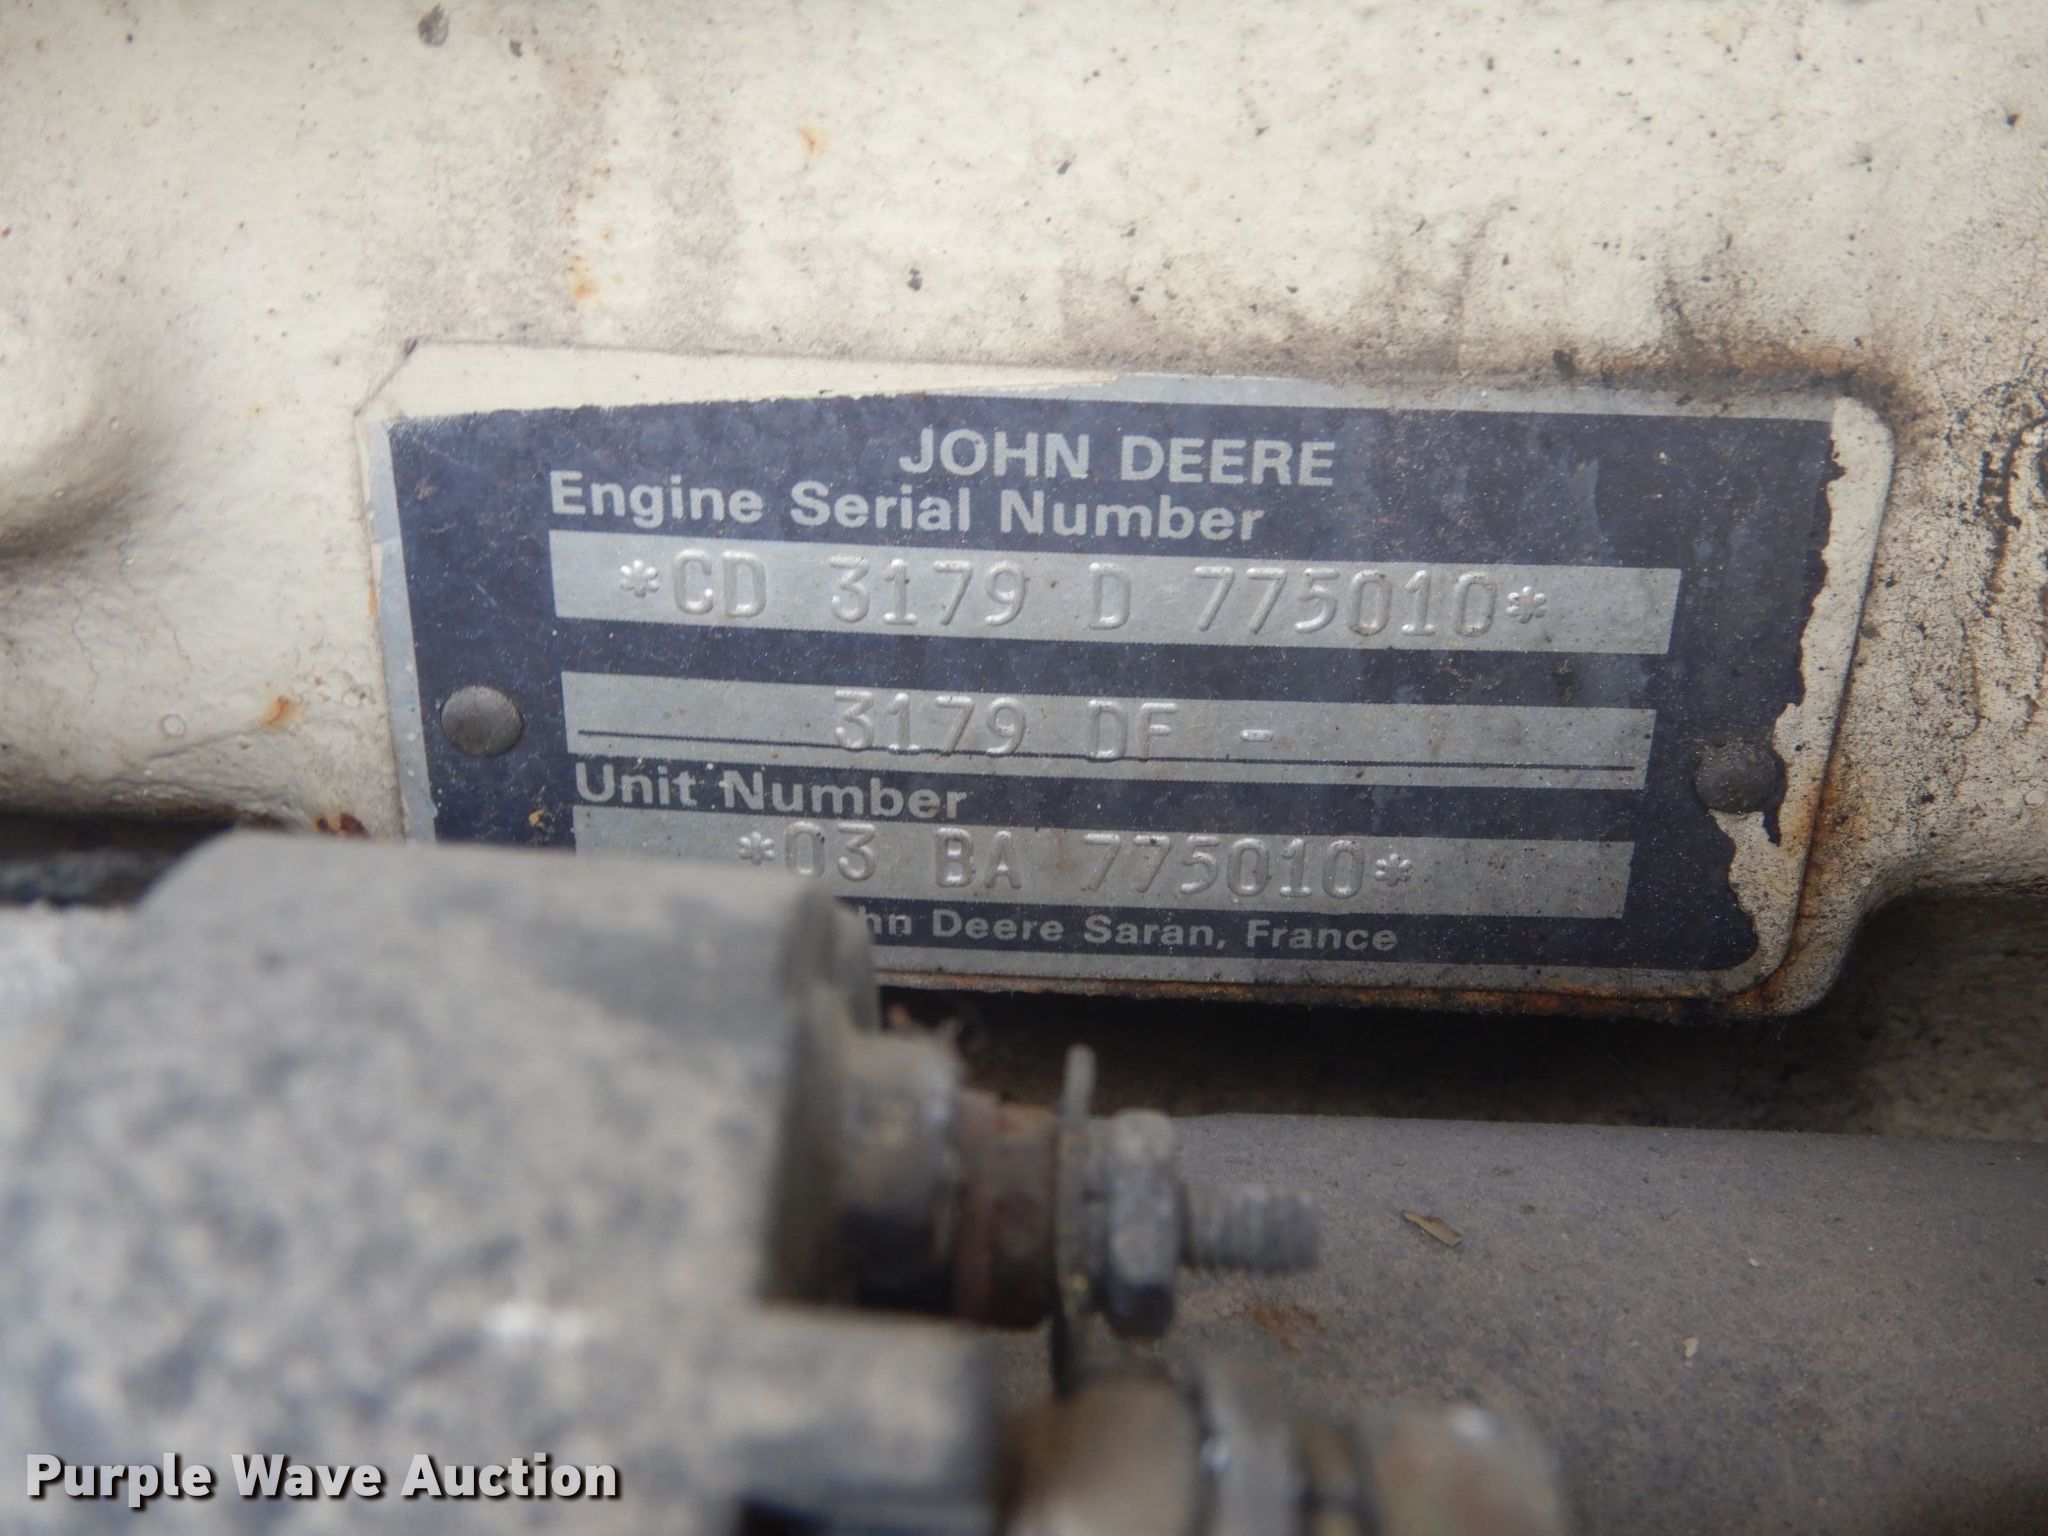 JOHN DEERE
Engine Serial Number
*CD 3179 D 775010*
3179 DF -
Unit Number
*03 BA 775010*
hn Deere Saran, France
Purple Wave Auction